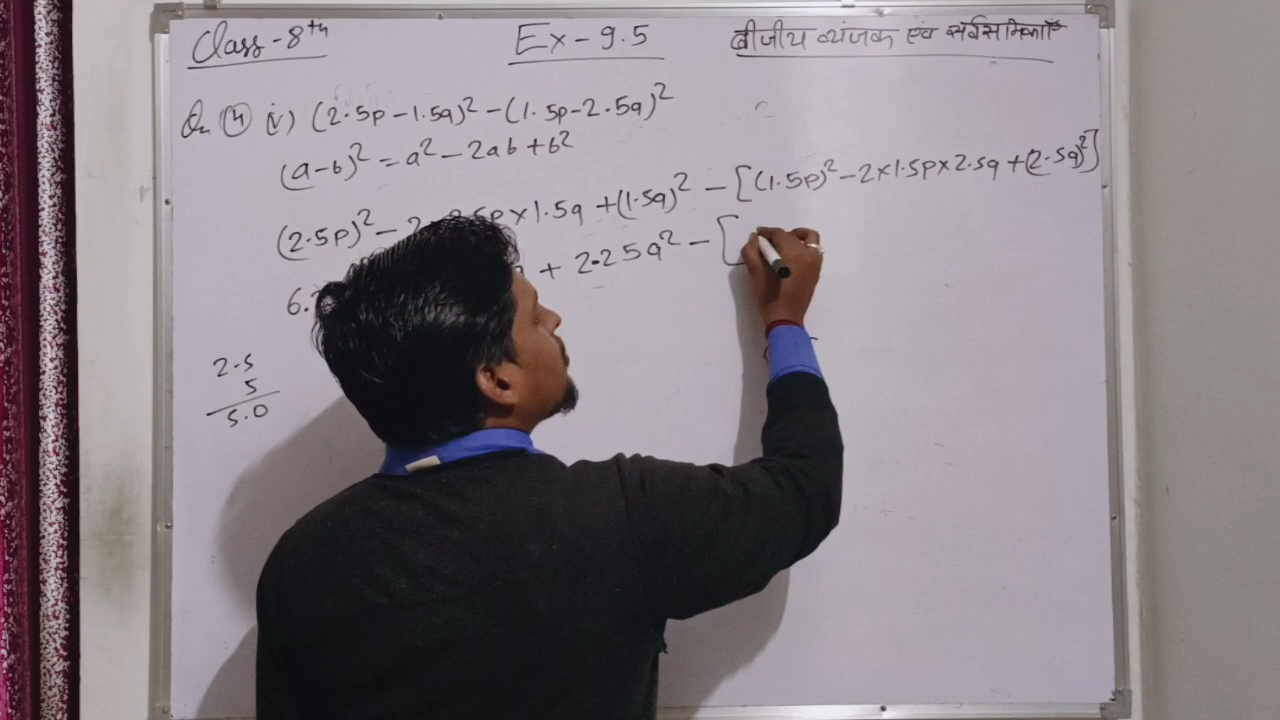 Class-8th Ex-9.5 बीजीय व्यंजक एवं सर्वसमिकाएँ
Qn ④ (v) (2.5p-1.5q)² - (1.5p-2.5q)²
(a-b)² = a² - 2ab + b²
(2.5p)² - 2 2.5p×1.5q + (1.5q)² - [(1.5p)² - 2×1.5p×2.5q + (2.5q)²]
6. + 2.25q² - [
2.5
5
5.0